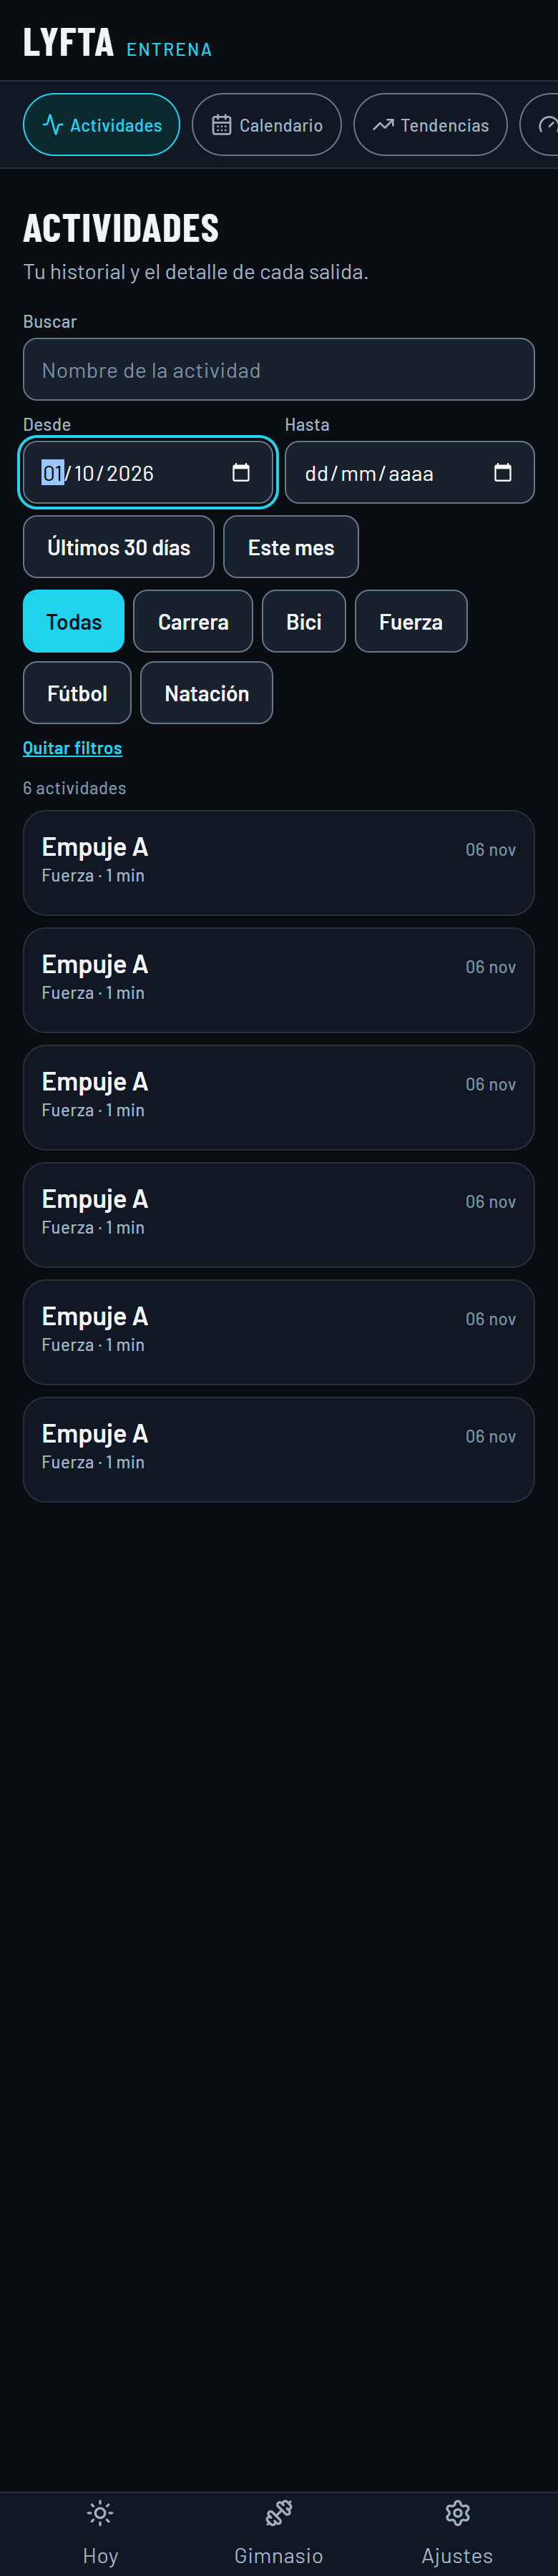 LYFTA ENTRENA
Actividades Calendario Tendencias
ACTIVIDADES
Tu historial y el detalle de cada salida.
Buscar
Nombre de la actividad
Desde Hasta
01/10/2026 dd/mm/aaaa
Últimos 30 días Este mes
Todas Carrera Bici Fuerza
Fútbol Natación
Quitar filtros
6 actividades
Empuje A 06 nov
Fuerza · 1 min
Empuje A 06 nov
Fuerza · 1 min
Empuje A 06 nov
Fuerza · 1 min
Empuje A 06 nov
Fuerza · 1 min
Empuje A 06 nov
Fuerza · 1 min
Empuje A 06 nov
Fuerza · 1 min
Hoy Gimnasio Ajustes